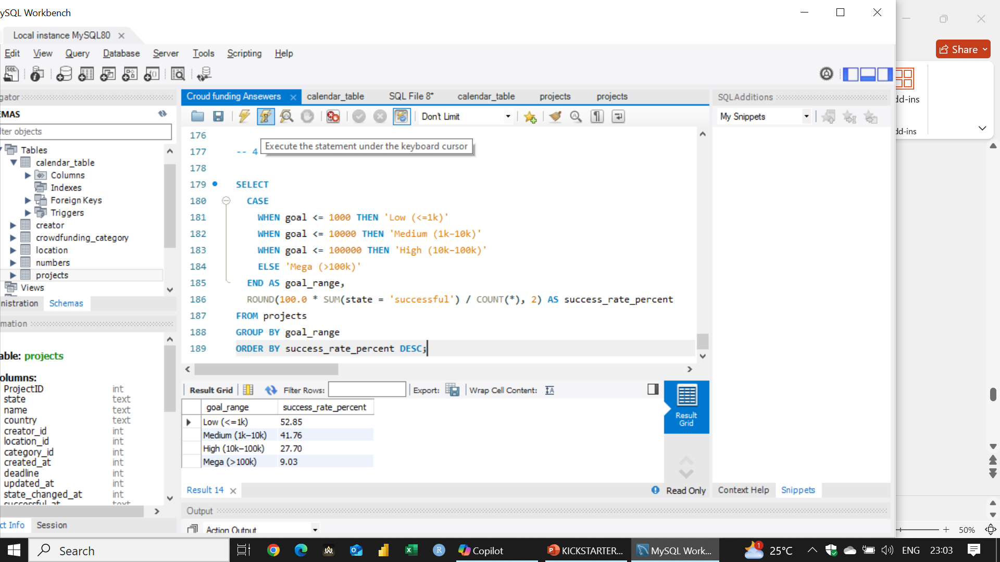 ySQL Workbench
Local instance MySQL80
Share
Edit View Query Database Server Tools Scripting Help
dd-ins
dd-ins
gator
Croud funding Ansewers calendar_table SQL File 8* calendar_table projects projects
SQLAdditions
EMAS
Don't Limit
My Snippets
lter objects
Tables
calendar_table
Columns
Indexes
Foreign Keys
Triggers
creator
crowdfunding_category
location
numbers
projects
Views
nistration Schemas
mation
able: projects
olumns:
ProjectID int
state text
name text
country text
creator_id int
location_id int
category_id int
created_at int
deadline int
updated_at int
state_changed_at int
successful_at text
ct Info Session
176
177 -- 4
Execute the statement under the keyboard cursor
178
179 SELECT
180 CASE
181 WHEN goal <= 1000 THEN 'Low (<=1k)'
182 WHEN goal <= 10000 THEN 'Medium (1k–10k)'
183 WHEN goal <= 100000 THEN 'High (10k–100k)'
184 ELSE 'Mega (>100k)'
185 END AS goal_range,
186 ROUND(100.0 * SUM(state = 'successful') / COUNT(*), 2) AS success_rate_percent
187 FROM projects
188 GROUP BY goal_range
189 ORDER BY success_rate_percent DESC;
Result Grid Filter Rows: Export: Wrap Cell Content:
goal_range success_rate_percent
Low (<=1k) 52.85
Medium (1k–10k) 41.76
High (10k–100k) 27.70
Mega (>100k) 9.03
Result
Grid
Result 14
Read Only
Context Help Snippets
Output
Action Output
50%
Search
Copilot
KICKSTARTER...
MySQL Work...
1
25°C
ENG
23:03